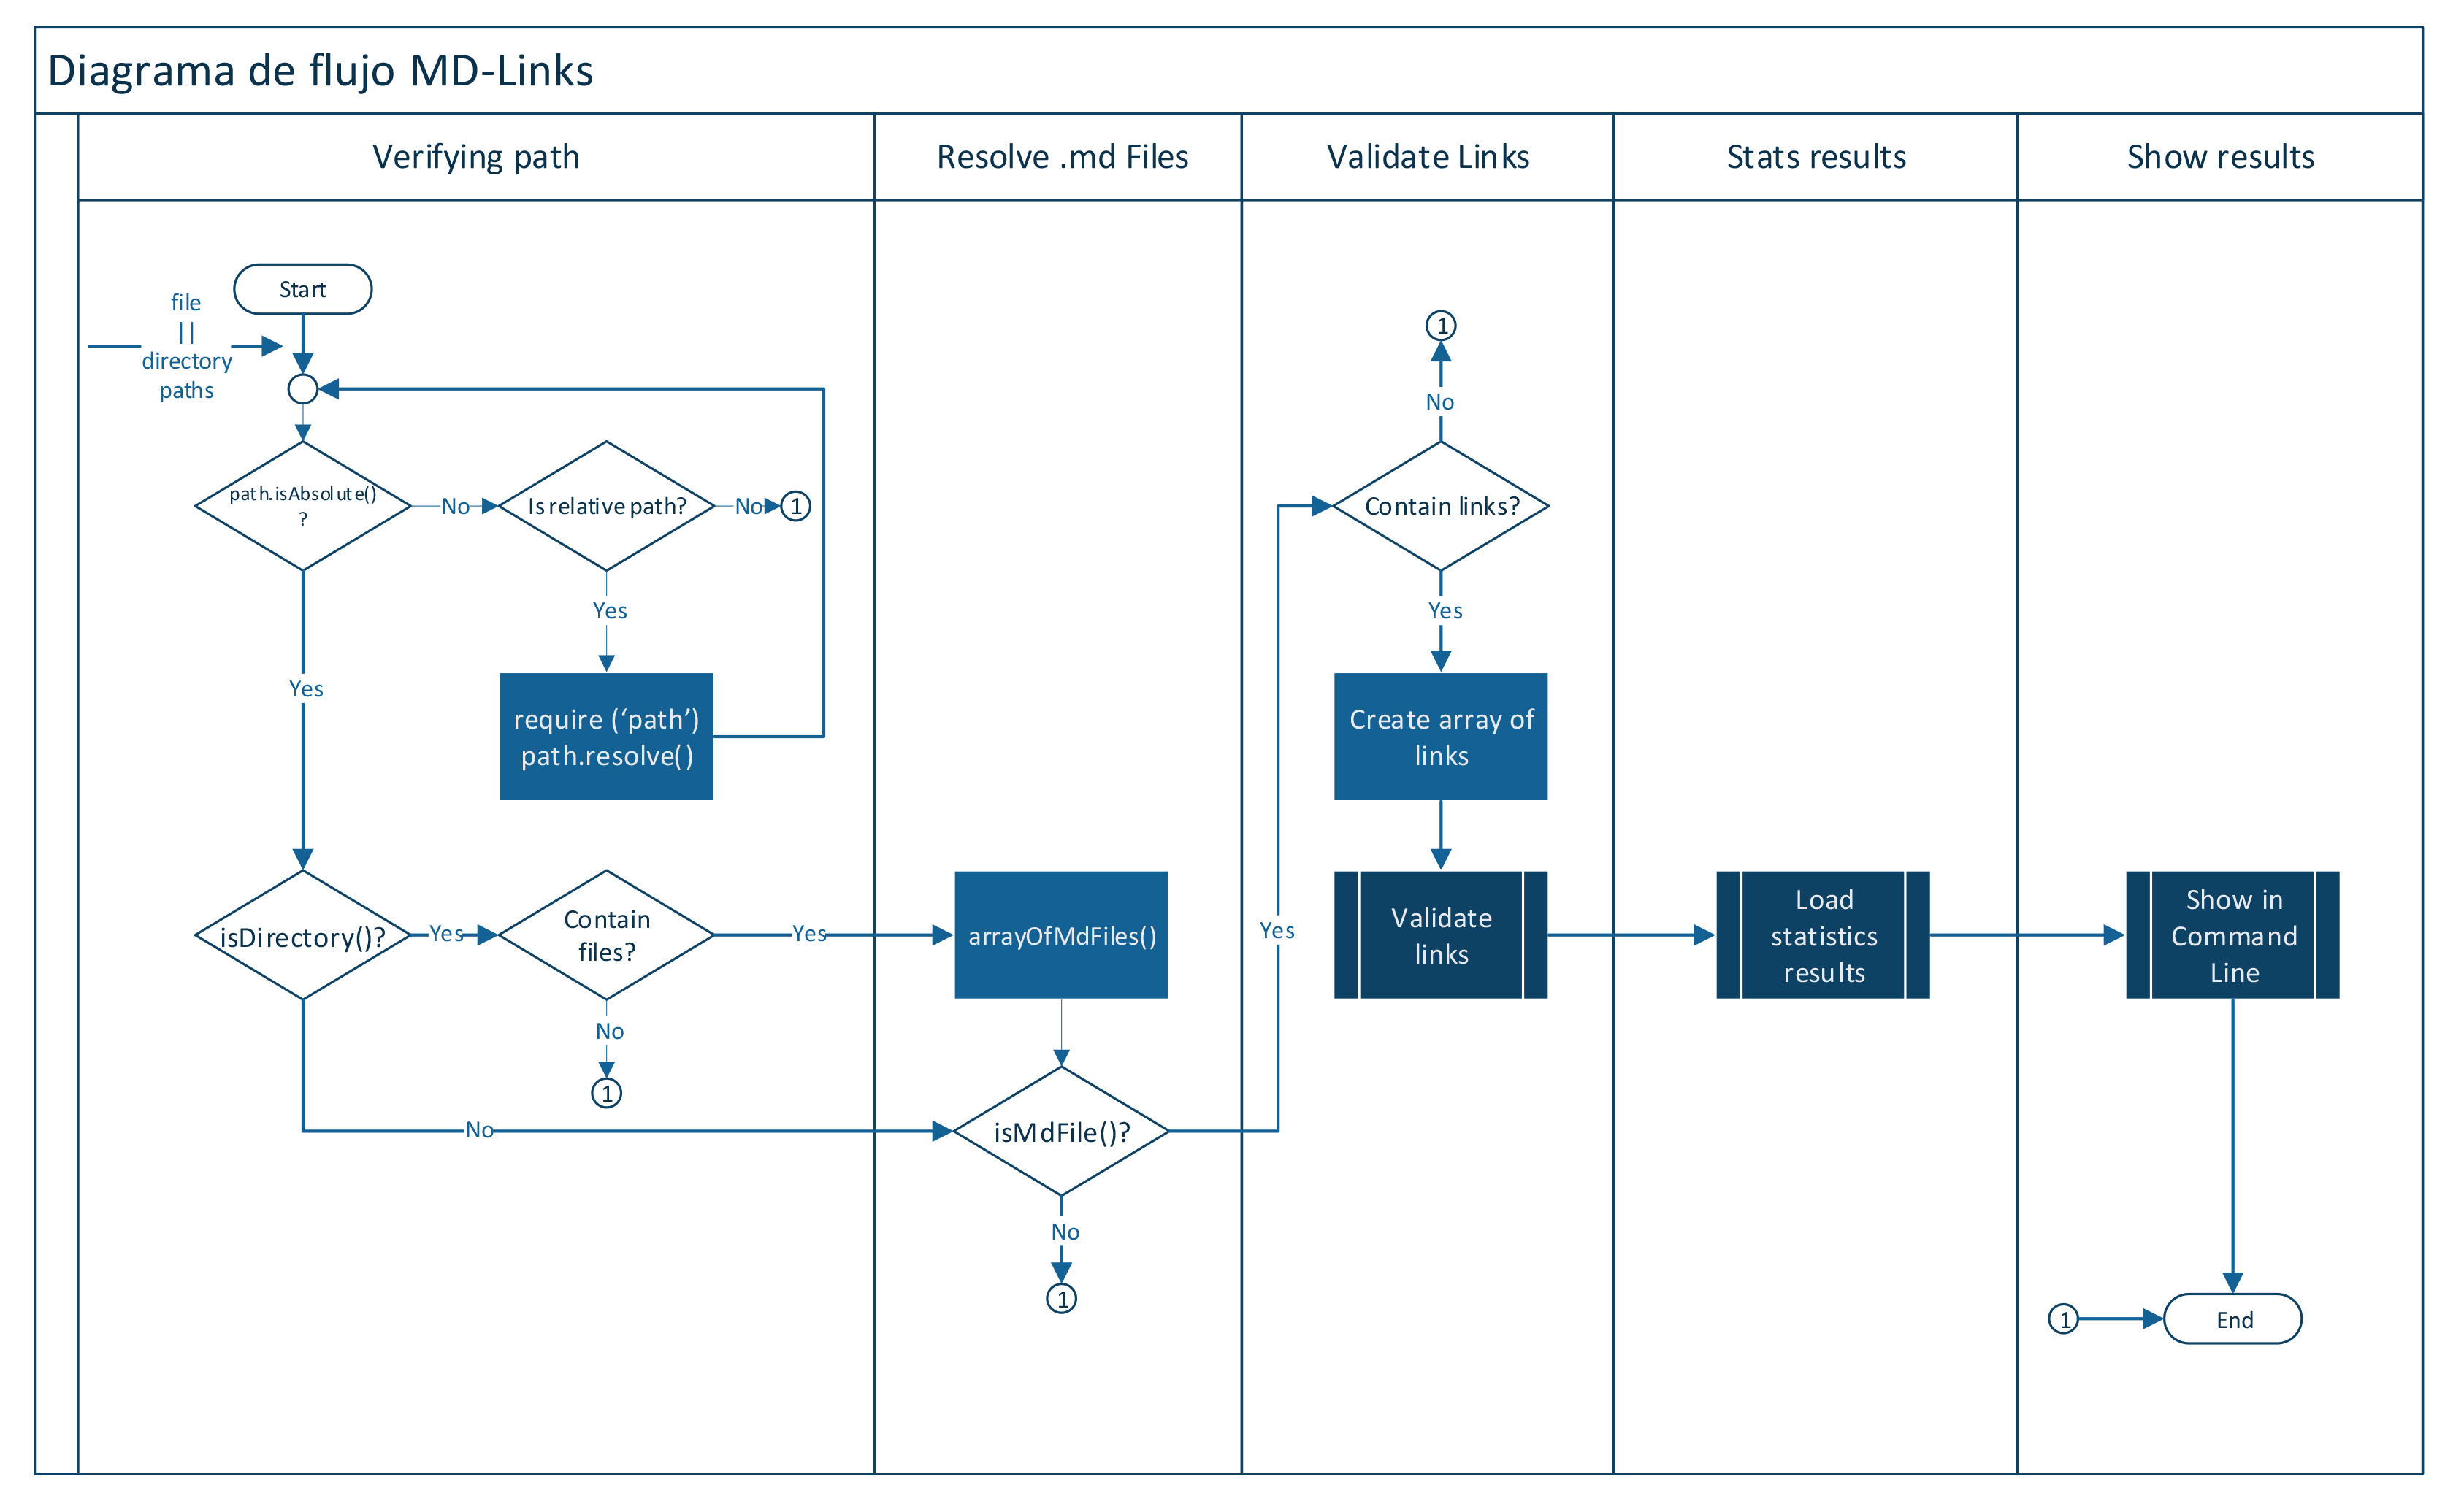 Diagrama de flujo MD-Links
Verifying path
Resolve .md Files
Validate Links
Stats results
Show results
Start
file
||
directory
paths
path.isAbsolute()
?
No
Is relative path?
No
1
Yes
Yes
require (‘path’)
path.resolve()
isDirectory()?
Yes
Contain
files?
Yes
No
1
No
arrayOfMdFiles()
isMdFile()?
No
1
Yes
1
No
Contain links?
Yes
Create array of
links
Validate
links
Load
statistics
results
Show in
Command
Line
1
End